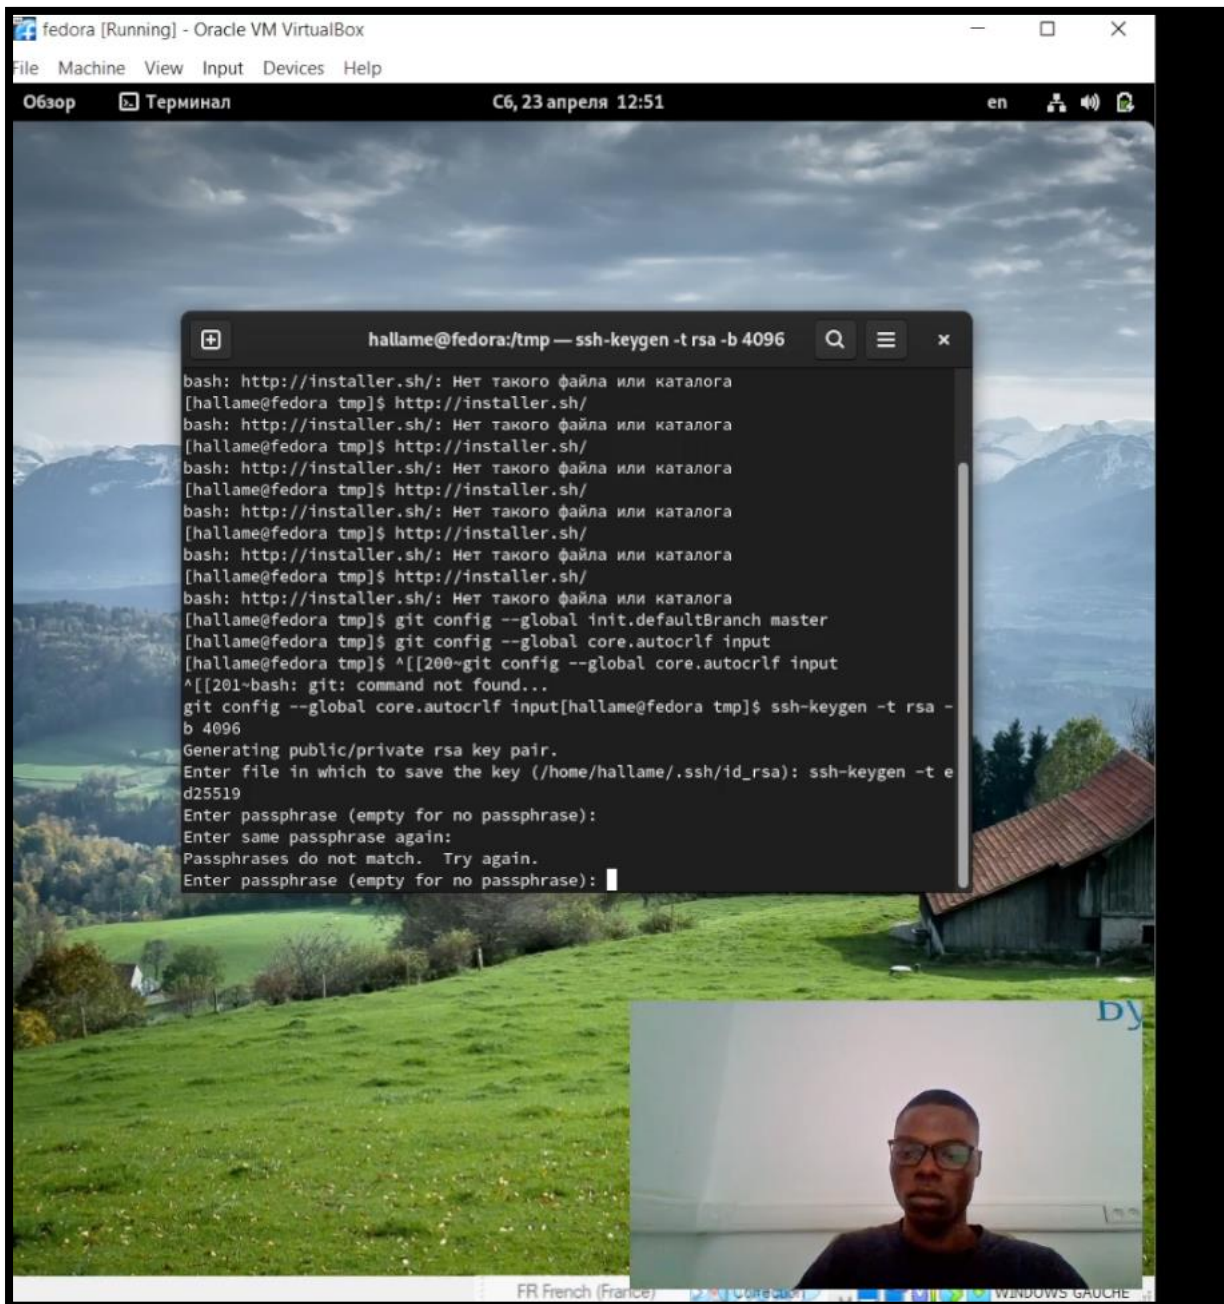 fedora [Running] - Oracle VM VirtualBox
File Machine View Input Devices Help
Обзор Терминал Сб, 23 апреля 12:51 en
hallame@fedora:/tmp — ssh-keygen -t rsa -b 4096
bash: http://installer.sh/: Нет такого файла или каталога
[hallame@fedora tmp]$ http://installer.sh/
bash: http://installer.sh/: Нет такого файла или каталога
[hallame@fedora tmp]$ http://installer.sh/
bash: http://installer.sh/: Нет такого файла или каталога
[hallame@fedora tmp]$ http://installer.sh/
bash: http://installer.sh/: Нет такого файла или каталога
[hallame@fedora tmp]$ http://installer.sh/
bash: http://installer.sh/: Нет такого файла или каталога
[hallame@fedora tmp]$ http://installer.sh/
bash: http://installer.sh/: Нет такого файла или каталога
[hallame@fedora tmp]$ git config --global init.defaultBranch master
[hallame@fedora tmp]$ git config --global core.autocrlf input
[hallame@fedora tmp]$ ^[[200~git config --global core.autocrlf input
^[[201~bash: git: command not found...
git config --global core.autocrlf input[hallame@fedora tmp]$ ssh-keygen -t rsa -
b 4096
Generating public/private rsa key pair.
Enter file in which to save the key (/home/hallame/.ssh/id_rsa): ssh-keygen -t e
d25519
Enter passphrase (empty for no passphrase):
Enter same passphrase again:
Passphrases do not match. Try again.
Enter passphrase (empty for no passphrase):
By
FR French (France) WINDOWS GAUCHE